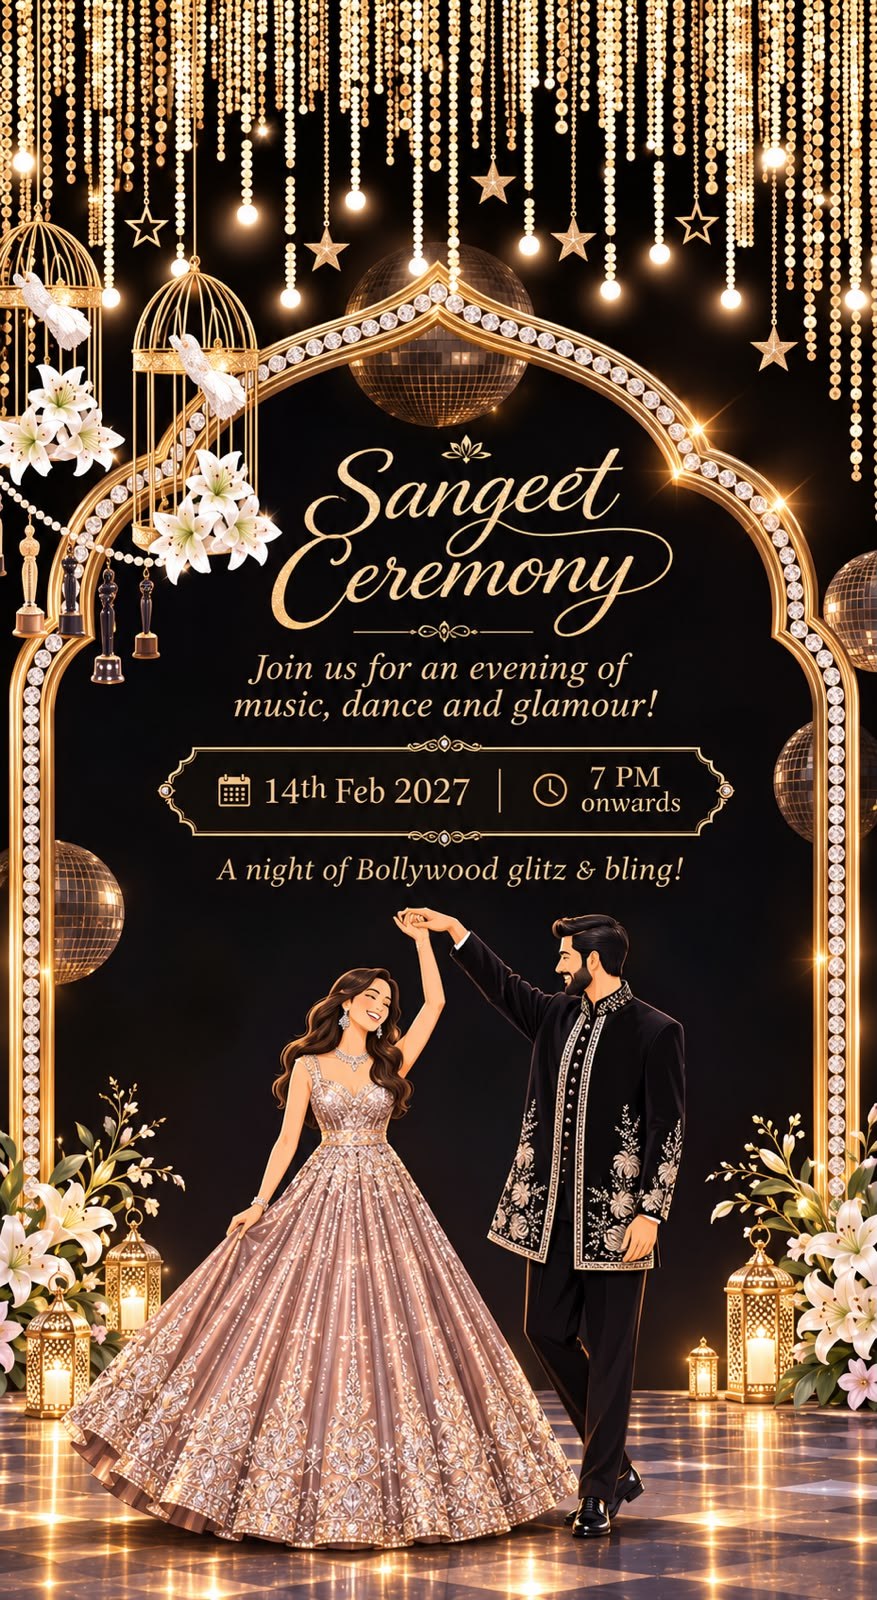 Sangeet
Ceremony
Join us for an evening of
music, dance and glamour!
14th Feb 2027
7 PM
onwards
A night of Bollywood glitz & bling!